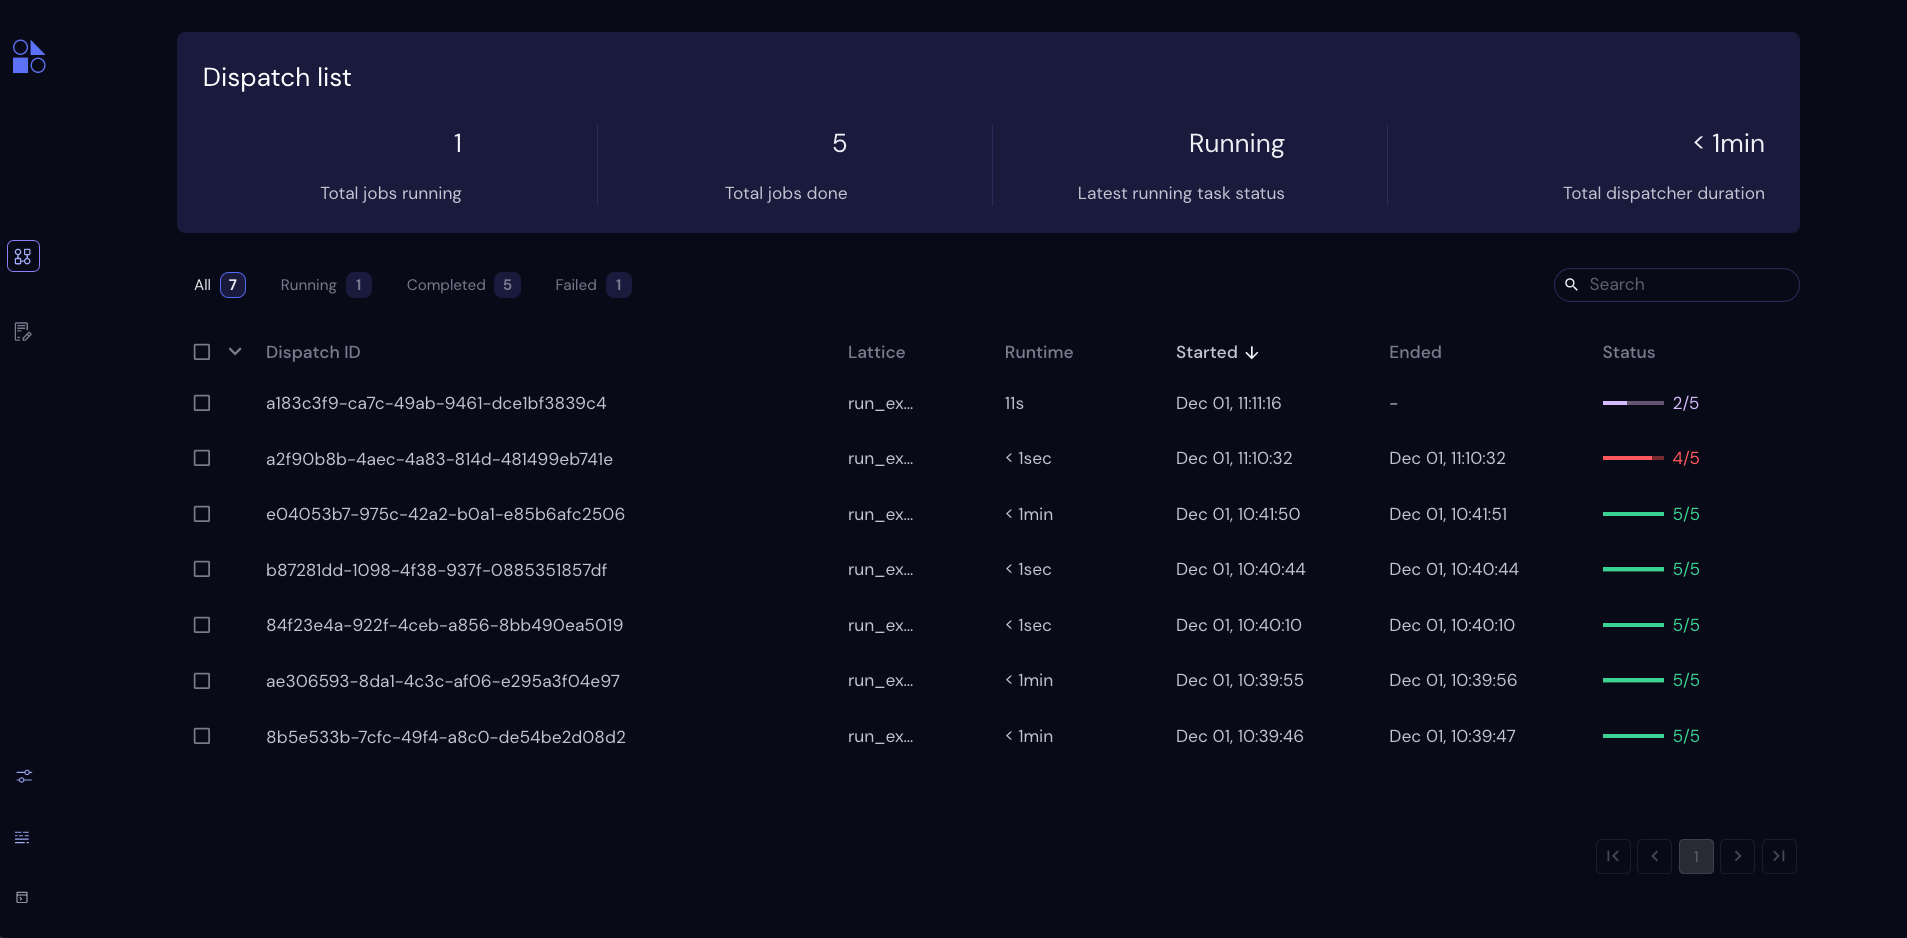 Dispatch list
1 5 Running < 1min
Total jobs running Total jobs done Latest running task status Total dispatcher duration
All 7 Running 1 Completed 5 Failed 1 Search
Dispatch ID Lattice Runtime Started Ended Status
a183c3f9-ca7c-49ab-9461-dce1bf3839c4 run_ex... 11s Dec 01, 11:11:16 - 2/5
a2f90b8b-4aec-4a83-814d-481499eb741e run_ex... < 1sec Dec 01, 11:10:32 Dec 01, 11:10:32 4/5
e04053b7-975c-42a2-b0a1-e85b6afc2506 run_ex... < 1min Dec 01, 10:41:50 Dec 01, 10:41:51 5/5
b87281dd-1098-4f38-937f-0885351857df run_ex... < 1sec Dec 01, 10:40:44 Dec 01, 10:40:44 5/5
84f23e4a-922f-4ceb-a856-8bb490ea5019 run_ex... < 1sec Dec 01, 10:40:10 Dec 01, 10:40:10 5/5
ae306593-8da1-4c3c-af06-e295a3f04e97 run_ex... < 1min Dec 01, 10:39:55 Dec 01, 10:39:56 5/5
8b5e533b-7cfc-49f4-a8c0-de54be2d08d2 run_ex... < 1min Dec 01, 10:39:46 Dec 01, 10:39:47 5/5
1